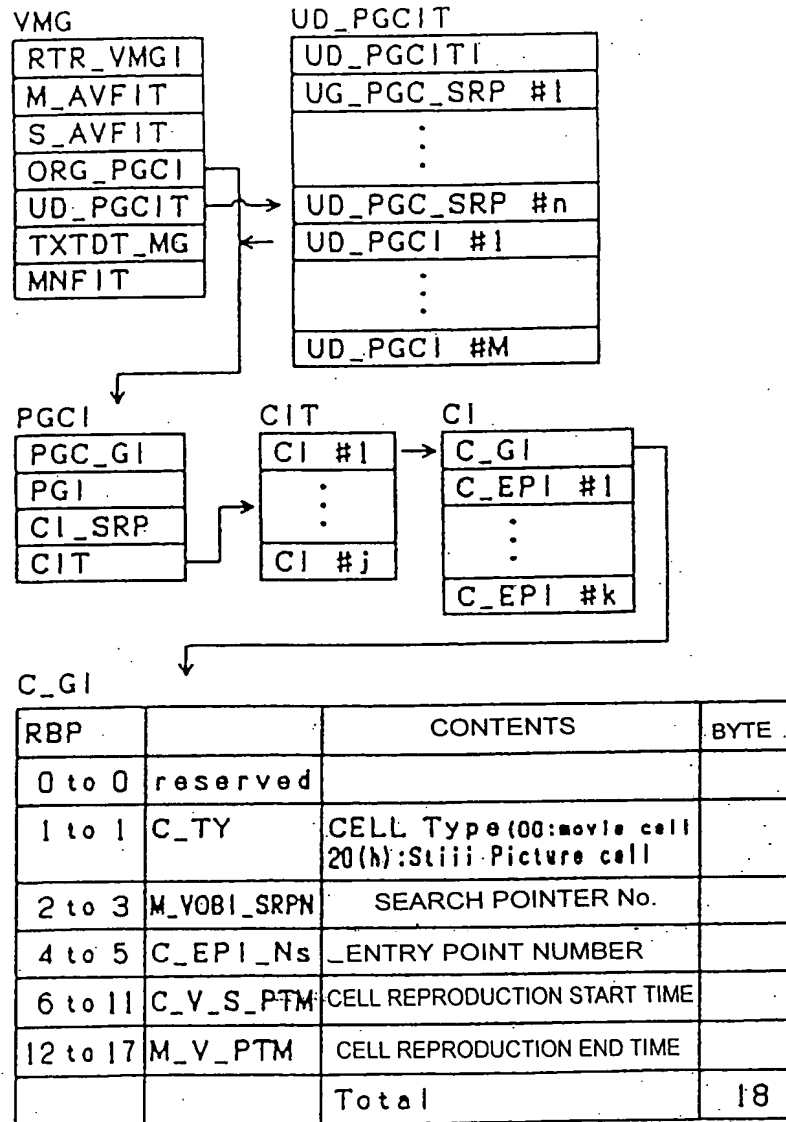 VMG
RTR_VMGI
M_AVFIT
S_AVFIT
ORG_PGCI
UD_PGCIT
TXTDT_MG
MNFIT
UD_PGCIT
UD_PGCITI
UG_PGC_SRP #1
UD_PGC_SRP #n
UD_PGCI #1
UD_PGCI #M
PGCI
PGC_GI
PGI
CI_SRP
CIT
CIT
CI #1
CI #j
CI
C_GI
C_EPI #1
C_EPI #k
C_GI
RBP CONTENTS BYTE
0 to 0 reserved
1 to 1 C_TY CELL Type(00:movie cell
20(h):Stiii Picture cell
2 to 3 M_VOBI_SRPN SEARCH POINTER No.
4 to 5 C_EPI_Ns _ENTRY POINT NUMBER
6 to 11 C_V_S_PTM CELL REPRODUCTION START TIME
12 to 17 M_V_PTM CELL REPRODUCTION END TIME
Total 18